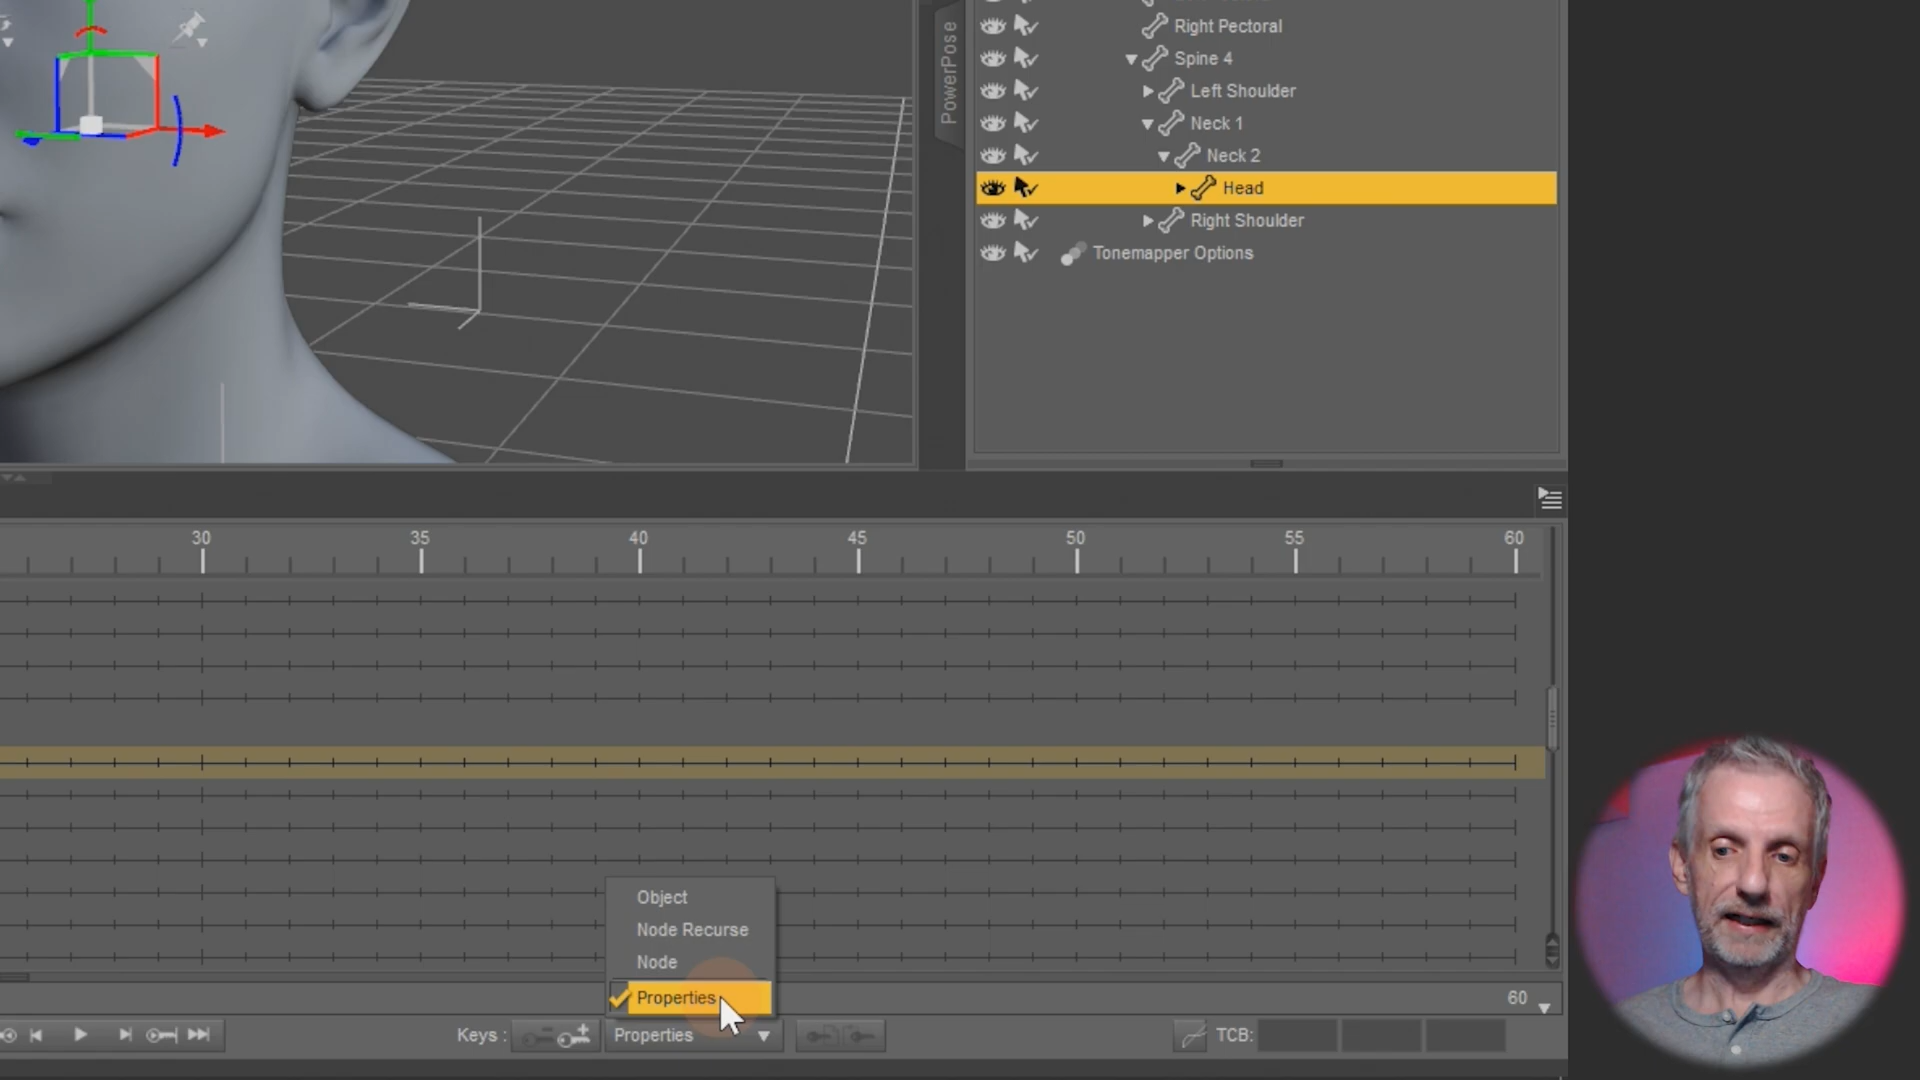 PowerPose
Right Pectoral
Spine 4
Left Shoulder
Neck 1
Neck 2
Head
Right Shoulder
Tonemapper Options
30 35 40 45 50 55 60
Object
Node Recurse
Node
Properties
60
Keys : Properties TCB: